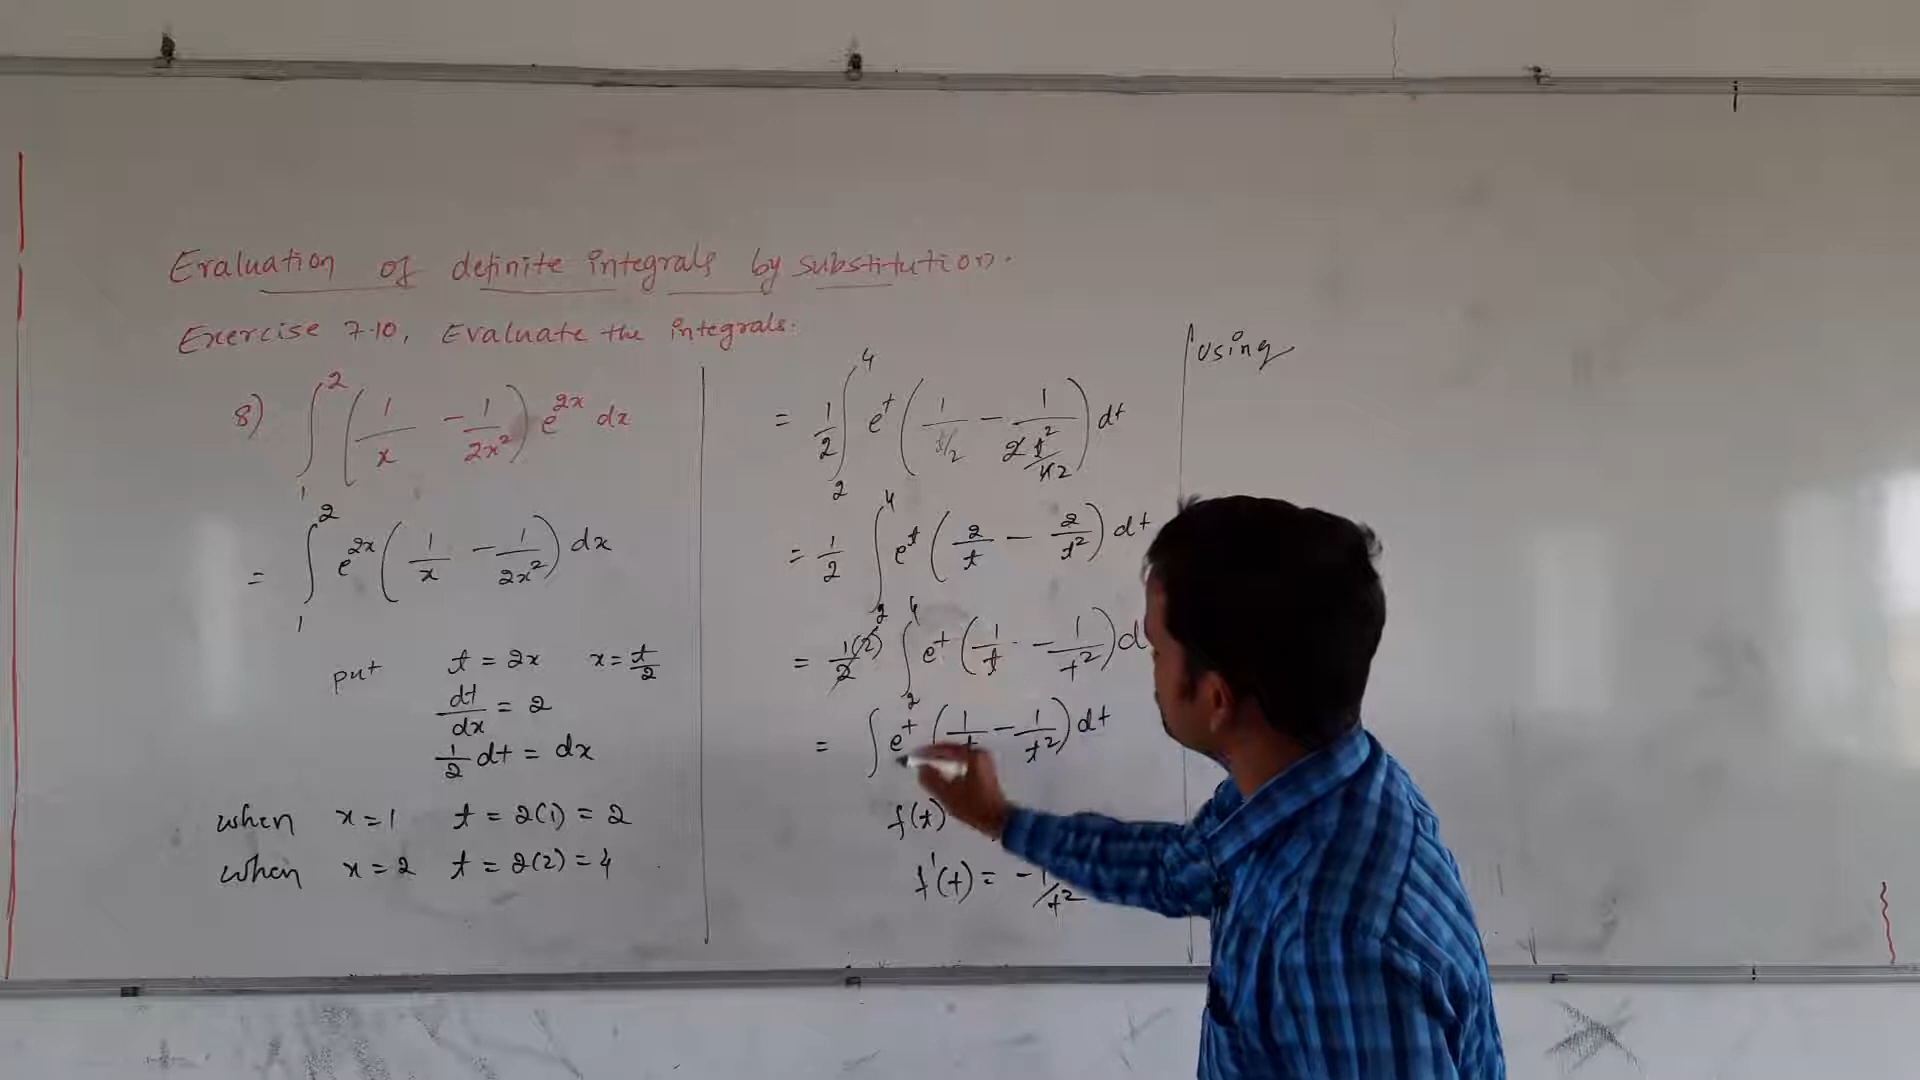 Evaluation of definite integrals by substitution.
Exercise 7.10, Evaluate the integrals.
8) ∫₁² (1/x - 1/2x²) e^2x dx
= ∫₁² e^2x (1/x - 1/2x²) dx
put t = 2x x = t/2
dt/dx = 2
1/2 dt = dx
when x = 1 t = 2(1) = 2
when x = 2 t = 2(2) = 4
= 1/2 ∫₂⁴ e^t (1/(t/2) - 1/(2 t²/42)) dt
= 1/2 ∫₂⁴ e^t (2/t - 2/t²) dt
= 1(2)/2 ∫₂⁴ e^t (1/t - 1/t²) d
= ∫ e^t (1/t - 1/t²) dt
f(t)
f'(t) = -1/t²
Using